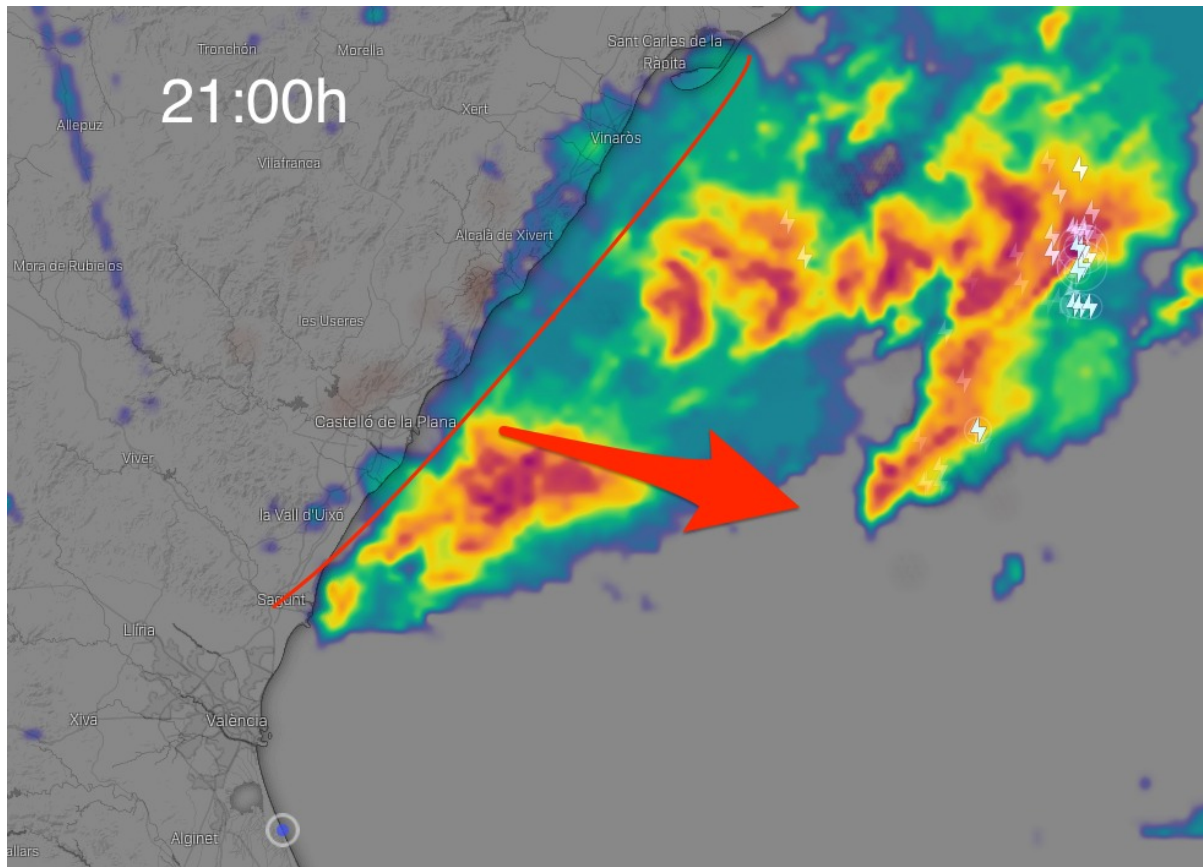 Tronchón
Morella
Sant Carles de la
Ràpita
21:00h
Xert
Allepuz
Vinaròs
Vilafranca
Alcalà de Xivert
Mora de Rubielos
les Useres
Castelló de la Plana
Viver
la Vall d'Uixó
Sagunt
Llíria
Xiva
València
Alginet
allars